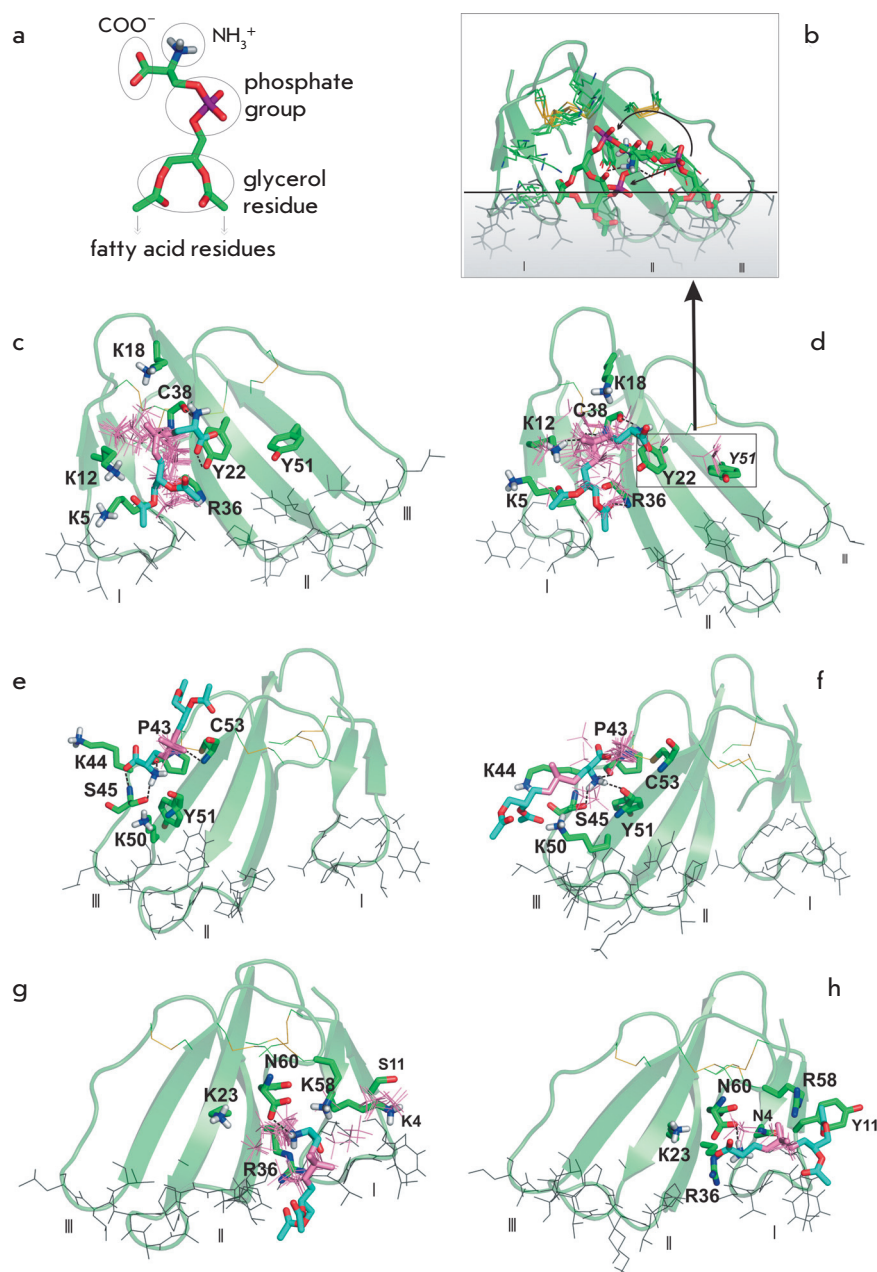 a
COO⁻
NH₃⁺
phosphate
group
glycerol
residue
fatty acid residues
b
I
II
III
c
K18
C38
K12
Y22
Y51
K5
R36
III
II
I
d
K18
C38
K12
Y22
Y51
K5
R36
I
II
II
e
P43
C53
K44
S45
Y51
K50
III
II
I
f
P43
K44
C53
S45
Y51
K50
III
II
I
g
N60
S11
K58
K23
K4
R36
I
III
II
h
N60
R58
N4
Y11
K23
R36
I
III
II